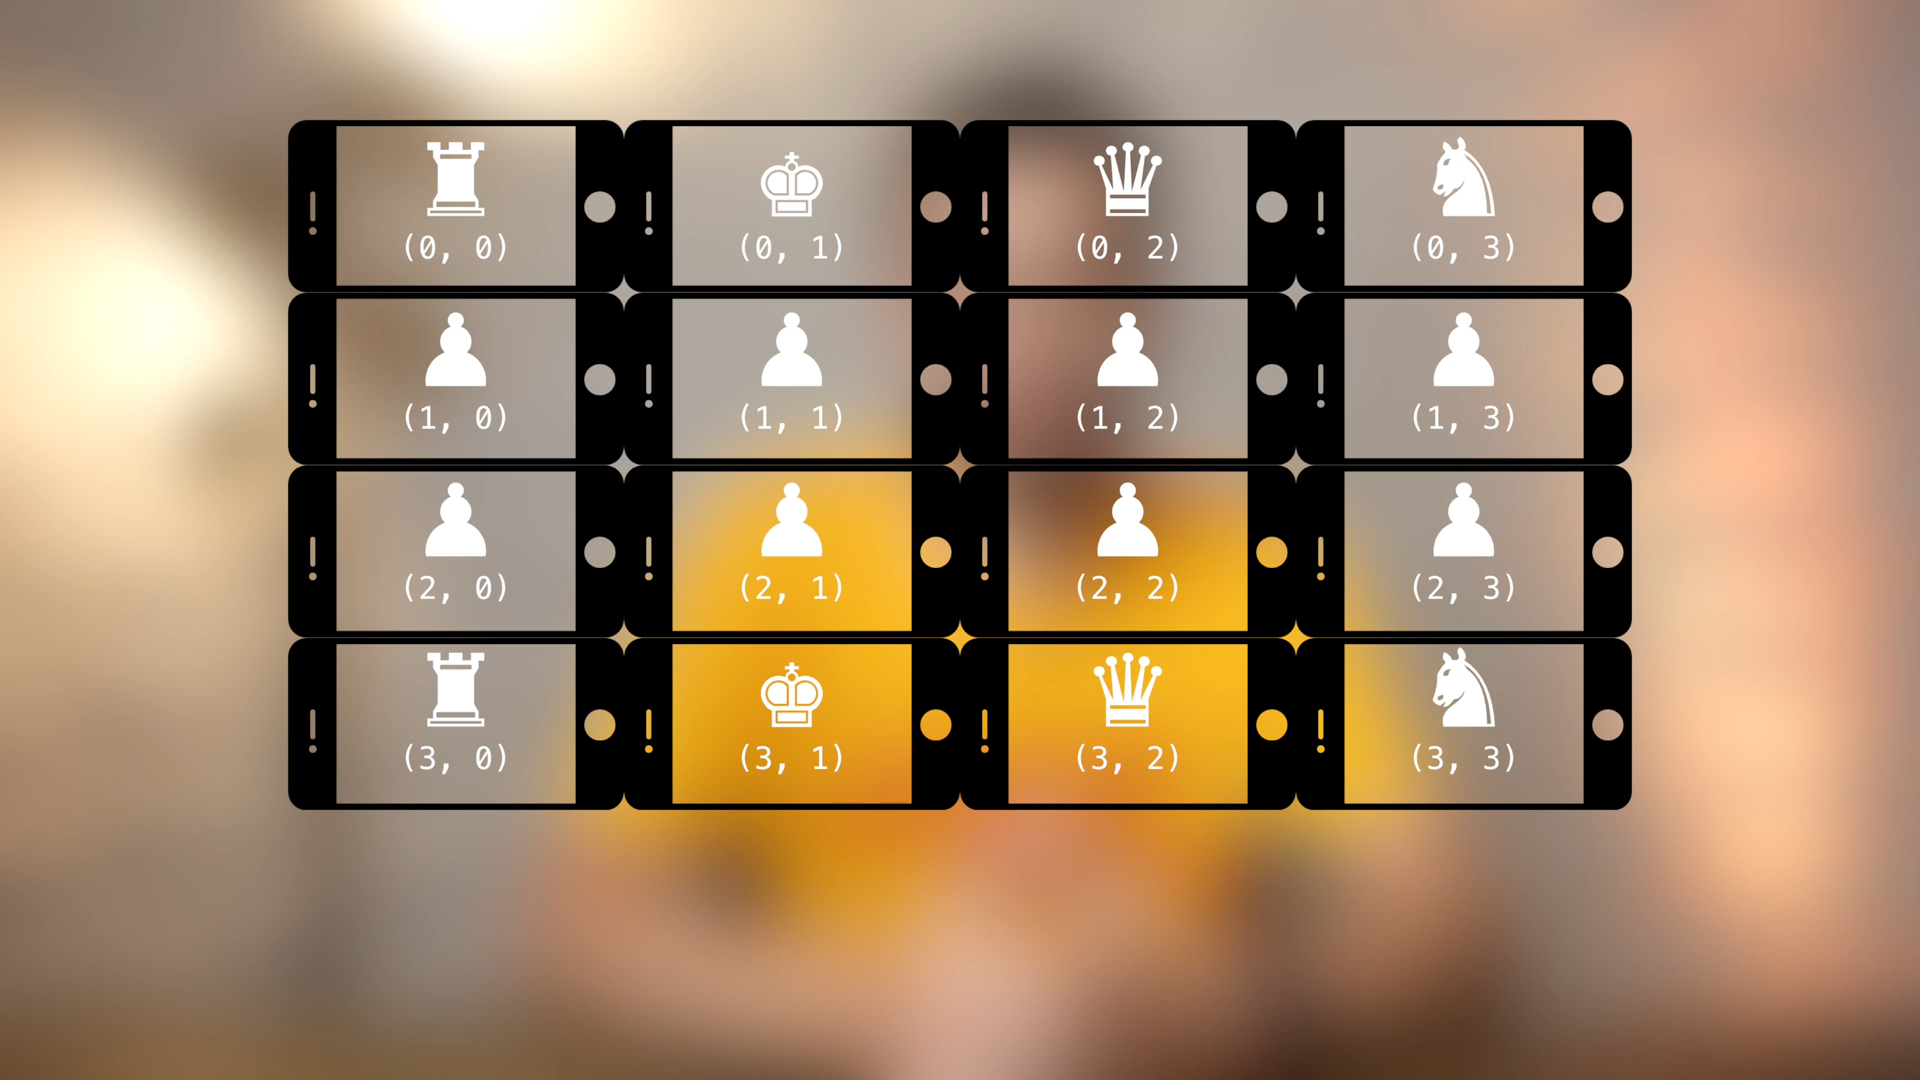 (0, 0) (0, 1) (0, 2) (0, 3)
(1, 0) (1, 1) (1, 2) (1, 3)
(2, 0) (2, 1) (2, 2) (2, 3)
(3, 0) (3, 1) (3, 2) (3, 3)